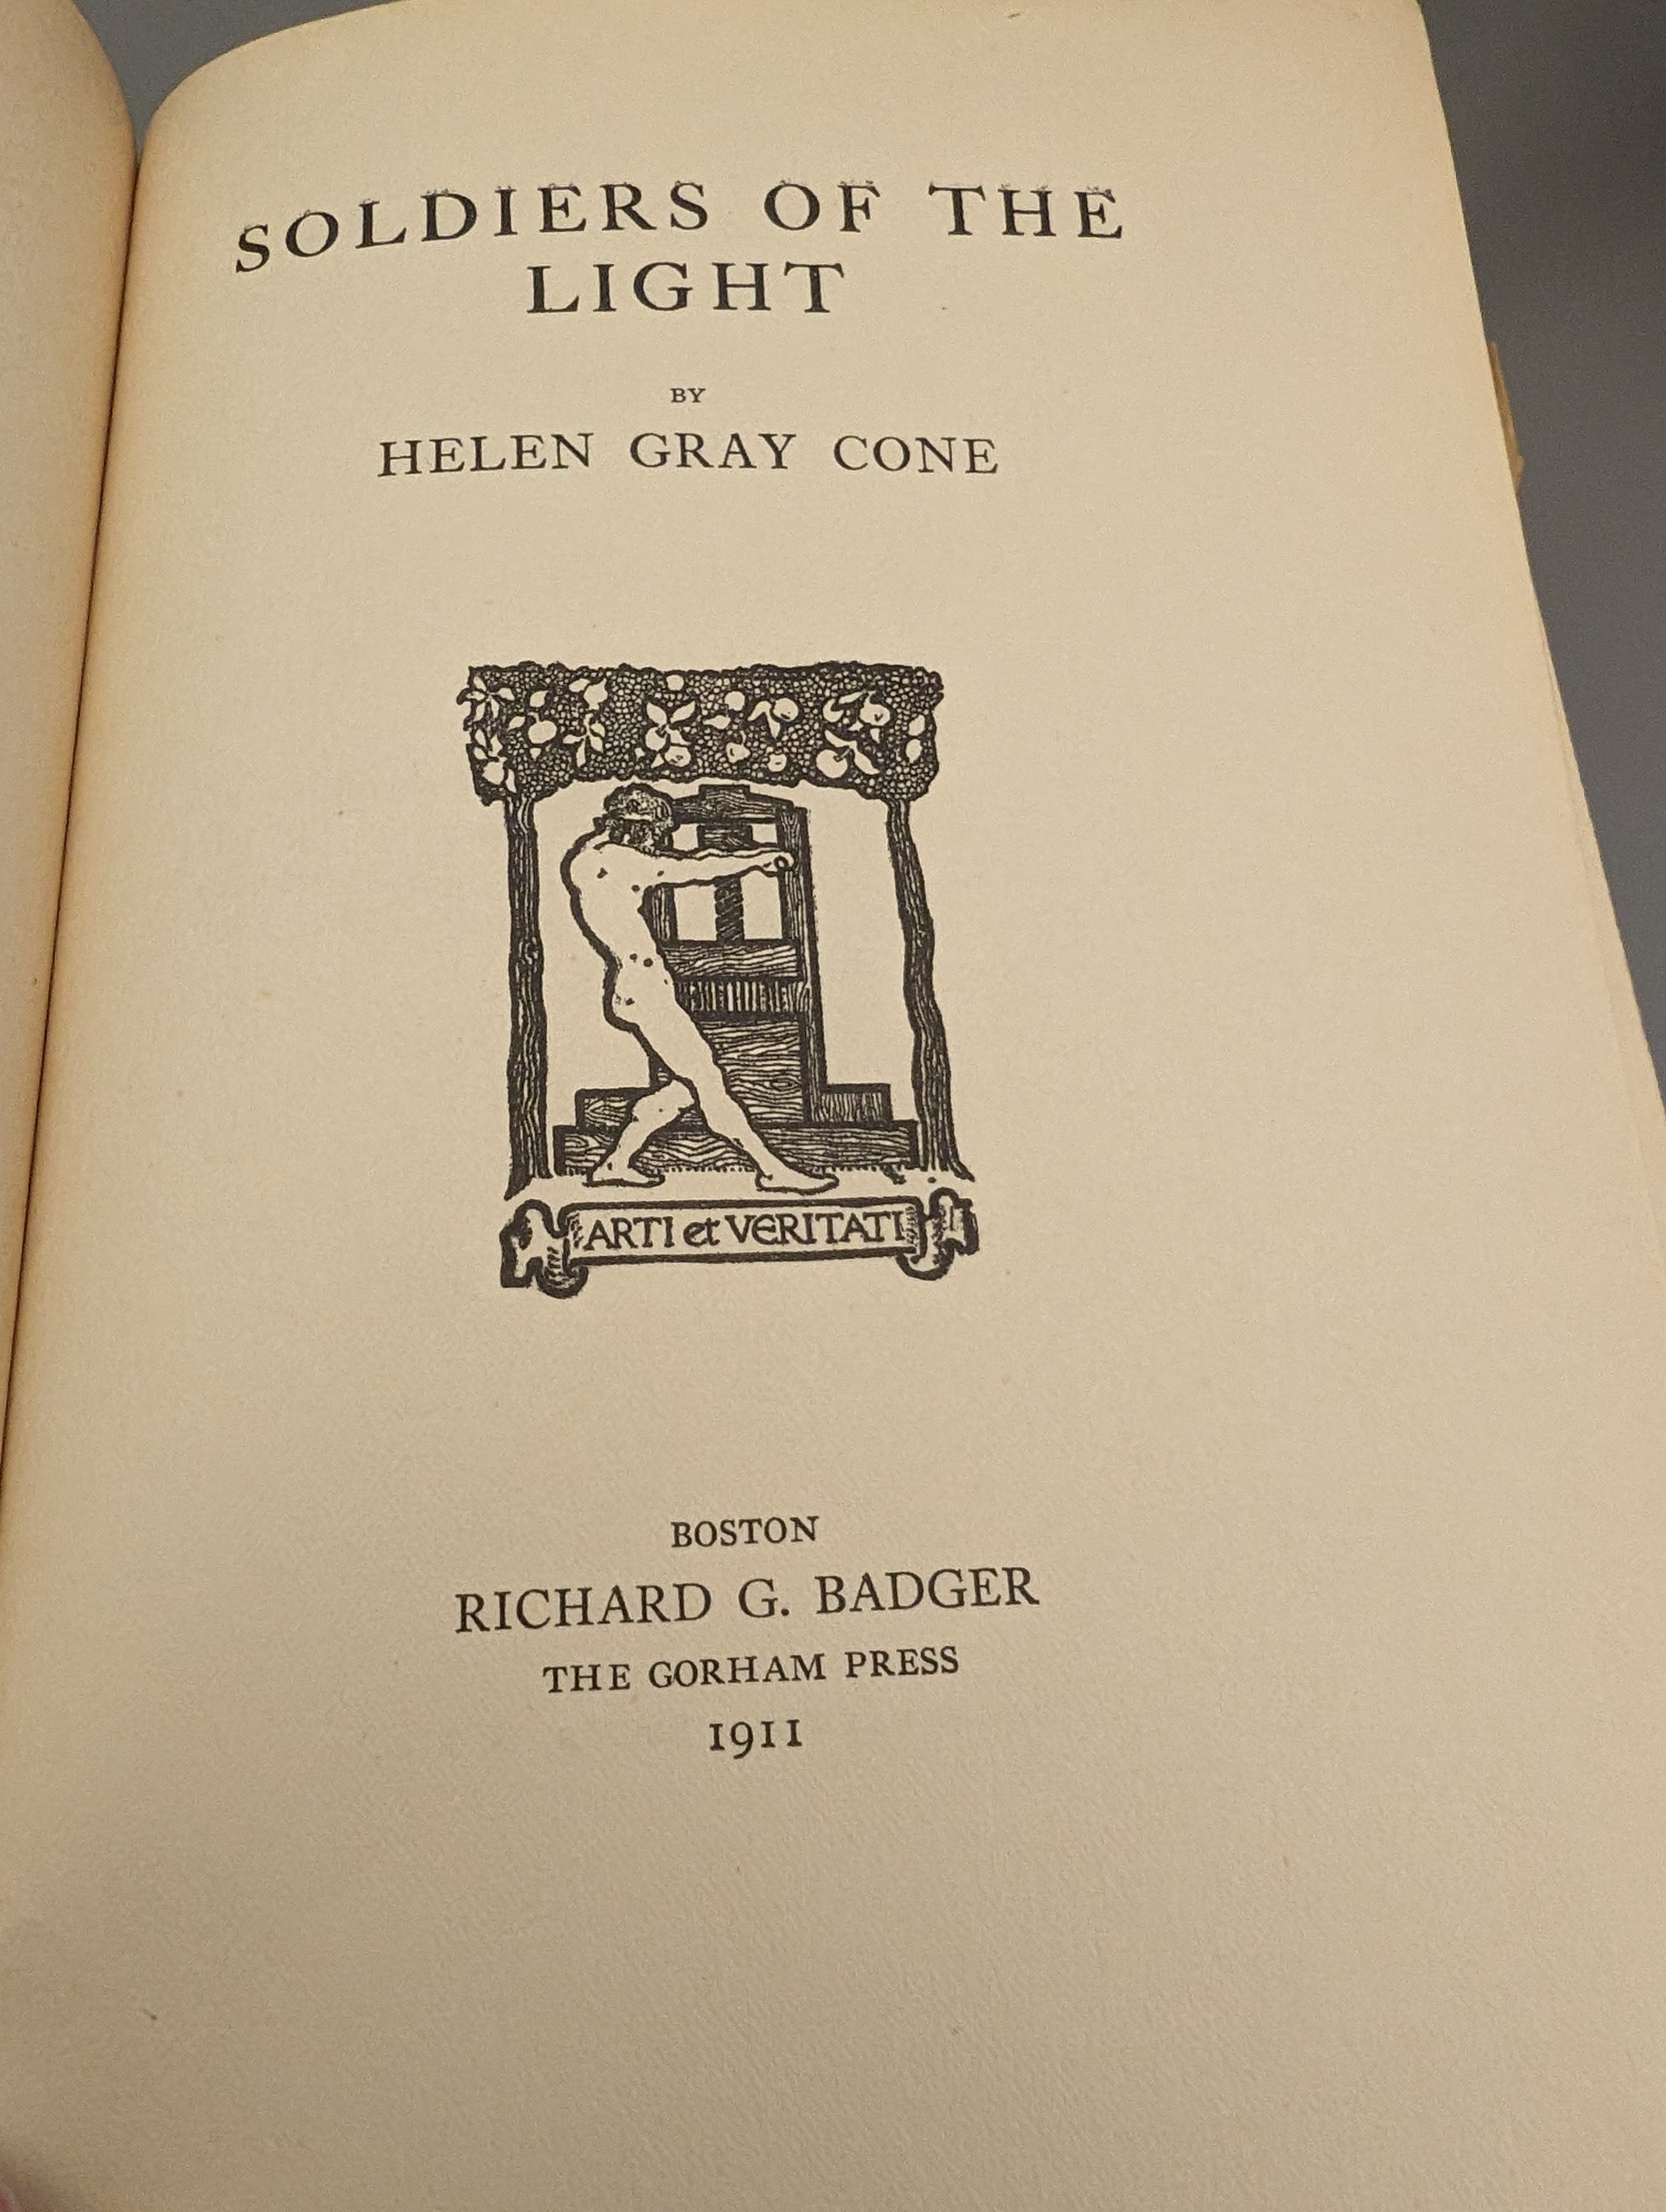 SOLDIERS OF THE
LIGHT
BY
HELEN GRAY CONE
ARTI et VERITATI
BOSTON
RICHARD G. BADGER
THE GORHAM PRESS
1911